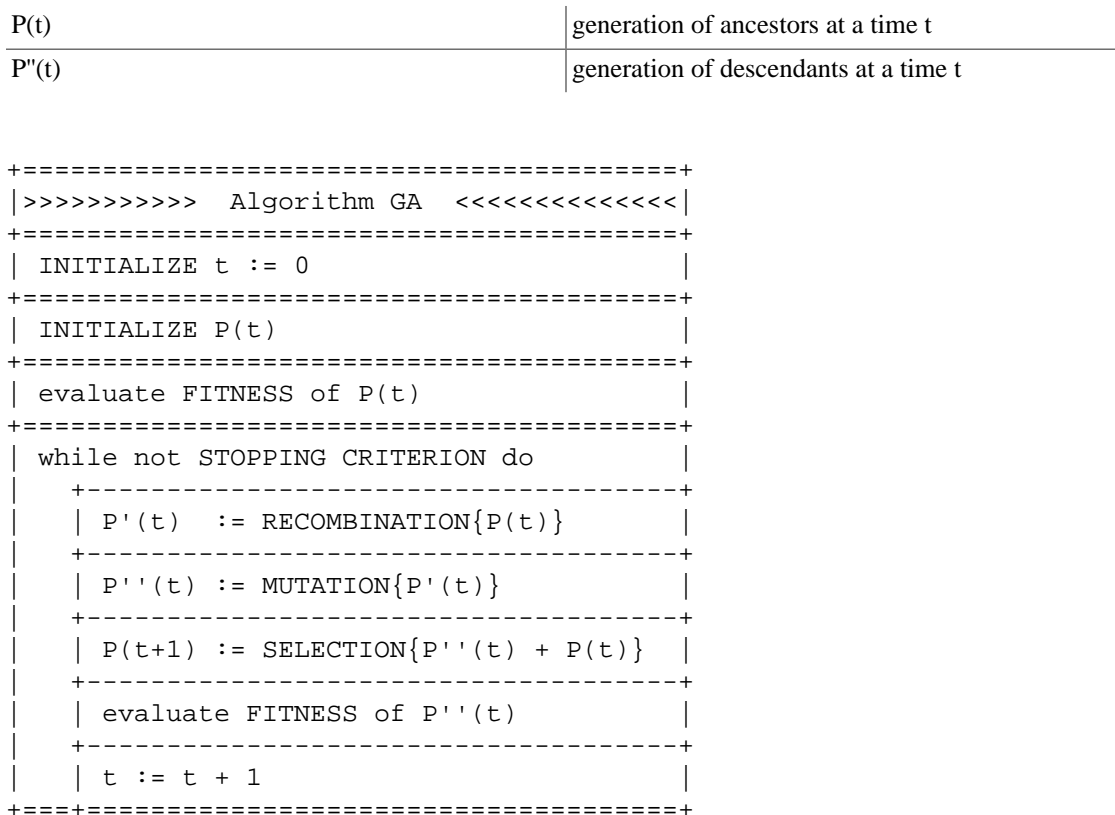 P(t) generation of ancestors at a time t
P"(t) generation of descendants at a time t
+=========================================+
|>>>>>>>>>>>  Algorithm GA  <<<<<<<<<<<<<<|
+=========================================+
| INITIALIZE t := 0                       |
+=========================================+
| INITIALIZE P(t)                         |
+=========================================+
| evaluate FITNESS of P(t)                |
+=========================================+
| while not STOPPING CRITERION do         |
|   +-------------------------------------+
|   | P'(t)  := RECOMBINATION{P(t)}       |
|   +-------------------------------------+
|   | P''(t) := MUTATION{P'(t)}           |
|   +-------------------------------------+
|   | P(t+1) := SELECTION{P''(t) + P(t)}  |
|   +-------------------------------------+
|   | evaluate FITNESS of P''(t)          |
|   +-------------------------------------+
|   | t := t + 1                          |
+===+=====================================+